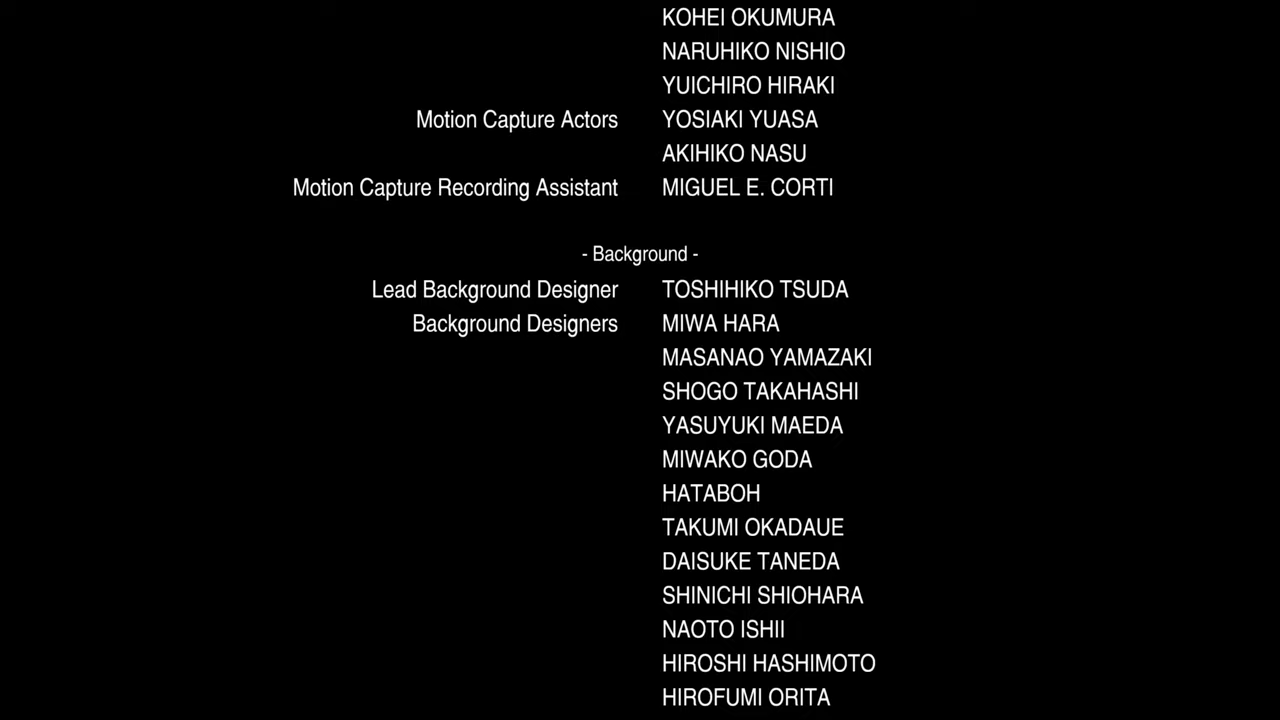 KOHEI OKUMURA
NARUHIKO NISHIO
YUICHIRO HIRAKI
Motion Capture Actors YOSIAKI YUASA
AKIHIKO NASU
Motion Capture Recording Assistant MIGUEL E. CORTI
- Background -
Lead Background Designer TOSHIHIKO TSUDA
Background Designers MIWA HARA
MASANAO YAMAZAKI
SHOGO TAKAHASHI
YASUYUKI MAEDA
MIWAKO GODA
HATABOH
TAKUMI OKADAUE
DAISUKE TANEDA
SHINICHI SHIOHARA
NAOTO ISHII
HIROSHI HASHIMOTO
HIROFUMI ORITA